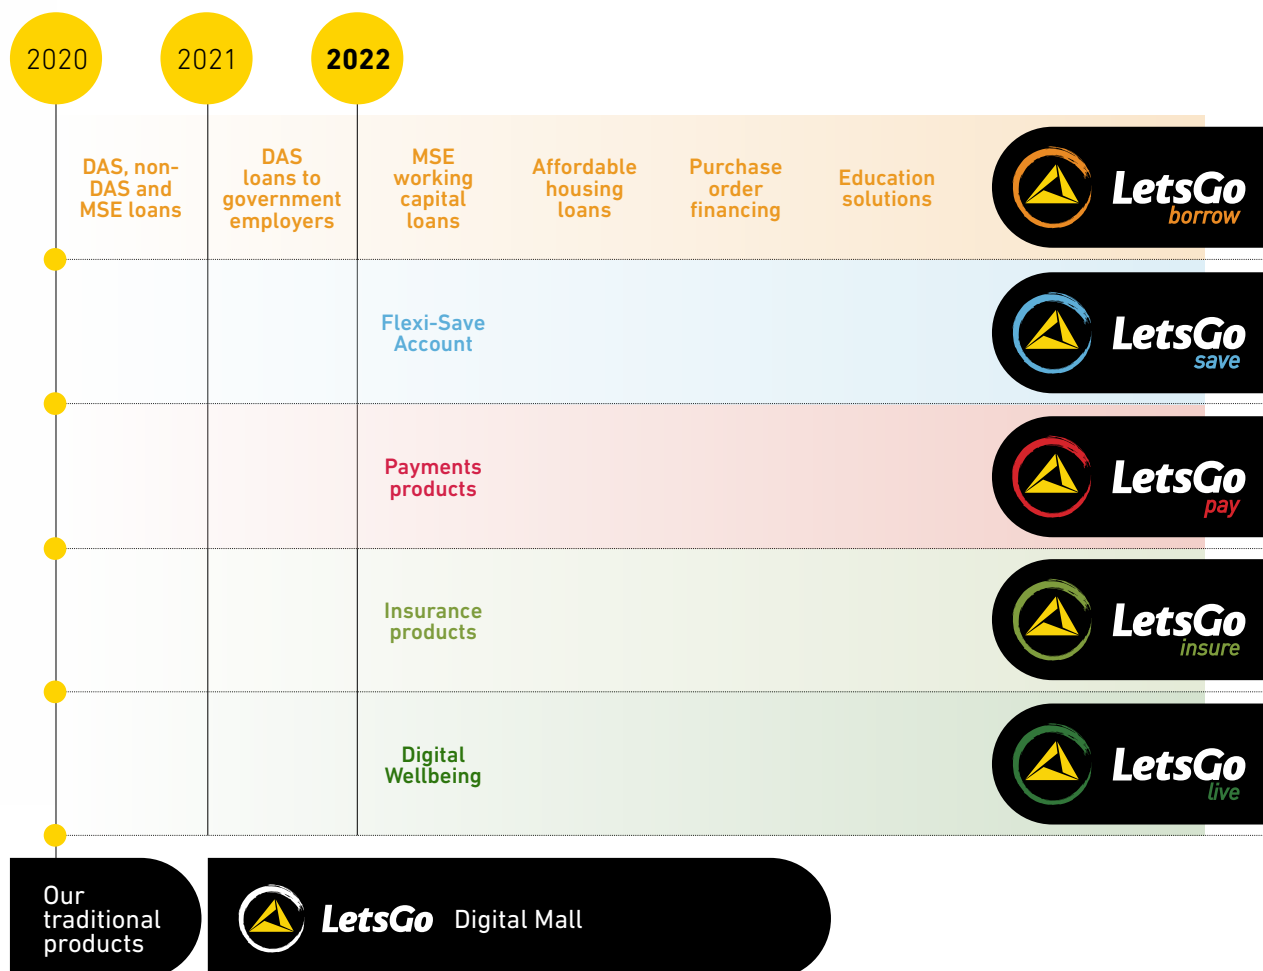 2020
2021
2022
DAS, non-
DAS and
MSE loans
DAS
loans to
government
employers
MSE
working
capital
loans
Affordable
housing
loans
Purchase
order
financing
Education
solutions
LetsGo
borrow
Flexi-Save
Account
LetsGo
save
Payments
products
LetsGo
pay
Insurance
products
LetsGo
insure
Digital
Wellbeing
LetsGo
live
Our
traditional
products
LetsGo Digital Mall